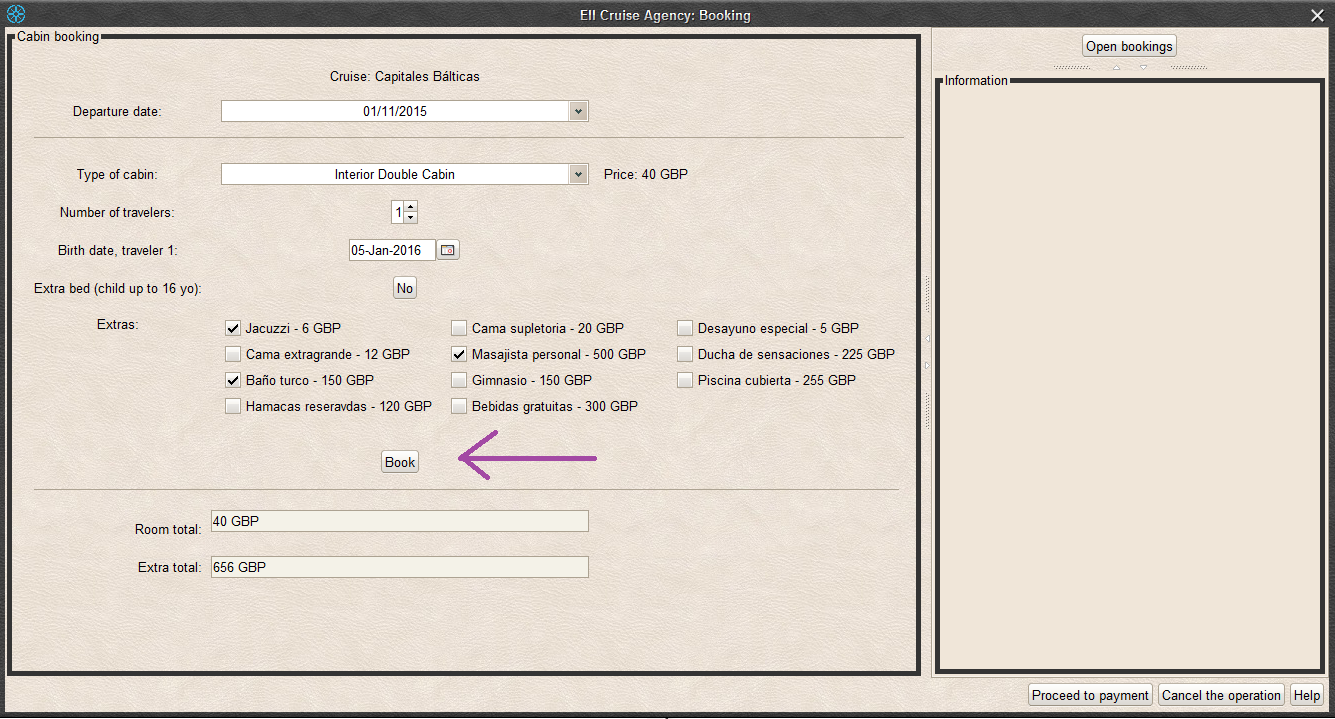 EII Cruise Agency: Booking
Cabin booking
Cruise: Capitales Bálticas
Departure date: 01/11/2015
Type of cabin: Interior Double Cabin Price: 40 GBP
Number of travelers: 1
Birth date, traveler 1: 05-Jan-2016
Extra bed (child up to 16 yo): No
Extras:
Jacuzzi - 6 GBP Cama supletoria - 20 GBP Desayuno especial - 5 GBP
Cama extragrande - 12 GBP Masajista personal - 500 GBP Ducha de sensaciones - 225 GBP
Baño turco - 150 GBP Gimnasio - 150 GBP Piscina cubierta - 255 GBP
Hamacas reseravdas - 120 GBP Bebidas gratuitas - 300 GBP
Book
Room total: 40 GBP
Extra total: 656 GBP
Open bookings
Information
Proceed to payment Cancel the operation Help